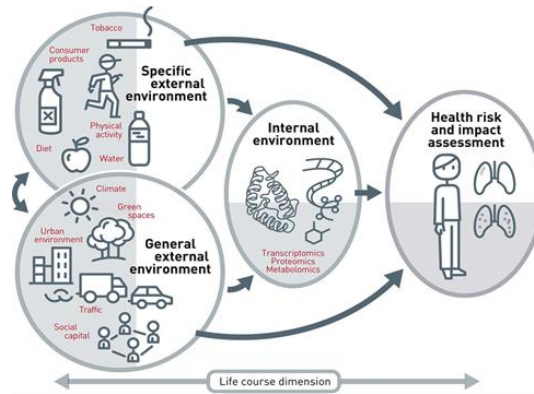 Tobacco
Consumer
products
Specific
external
environment
Physical
activity
Diet
Water
Climate
Green
spaces
Urban
environment
General
external
environment
Traffic
Social
capital
Internal
environment
Transcriptomics
Proteomics
Metabolomics
Health risk
and impact
assessment
Life course dimension